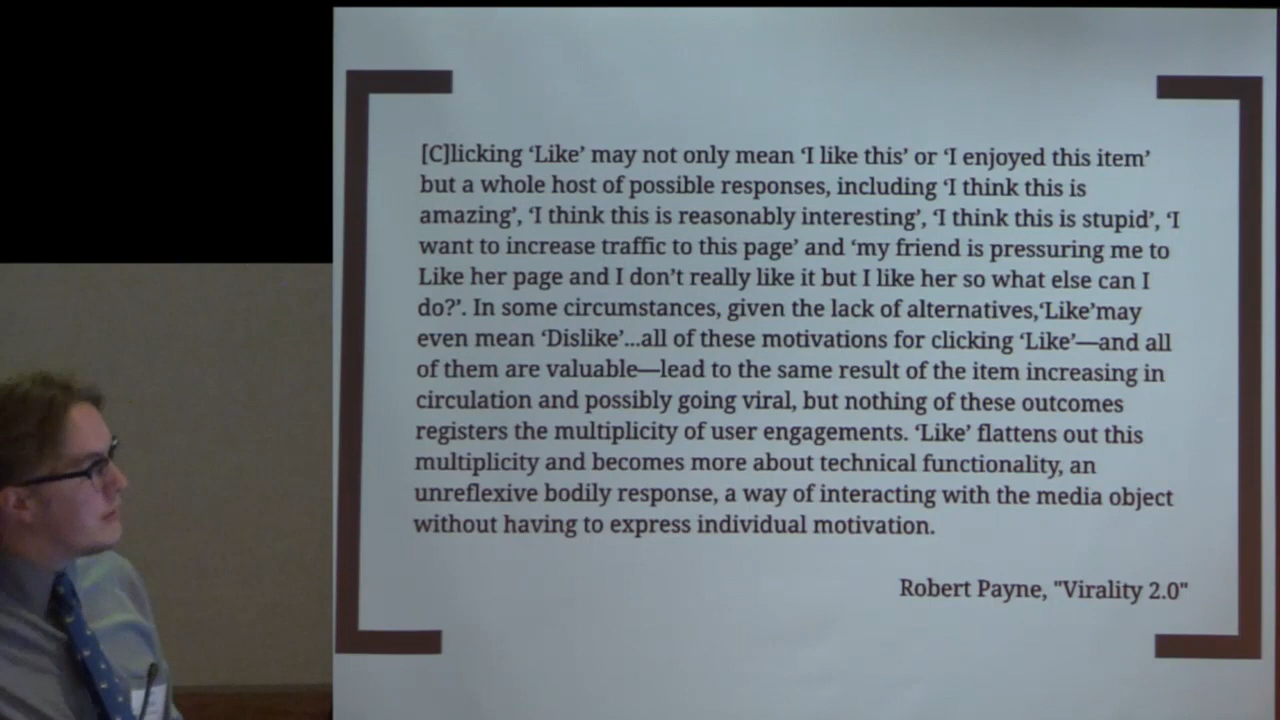 [C]licking ‘Like’ may not only mean ‘I like this’ or ‘I enjoyed this item’
but a whole host of possible responses, including ‘I think this is
amazing’, ‘I think this is reasonably interesting’, ‘I think this is stupid’, ‘I
want to increase traffic to this page’ and ‘my friend is pressuring me to
Like her page and I don’t really like it but I like her so what else can I
do?’. In some circumstances, given the lack of alternatives,‘Like’may
even mean ‘Dislike’...all of these motivations for clicking ‘Like’—and all
of them are valuable—lead to the same result of the item increasing in
circulation and possibly going viral, but nothing of these outcomes
registers the multiplicity of user engagements. ‘Like’ flattens out this
multiplicity and becomes more about technical functionality, an
unreflexive bodily response, a way of interacting with the media object
without having to express individual motivation.
Robert Payne, "Virality 2.0"